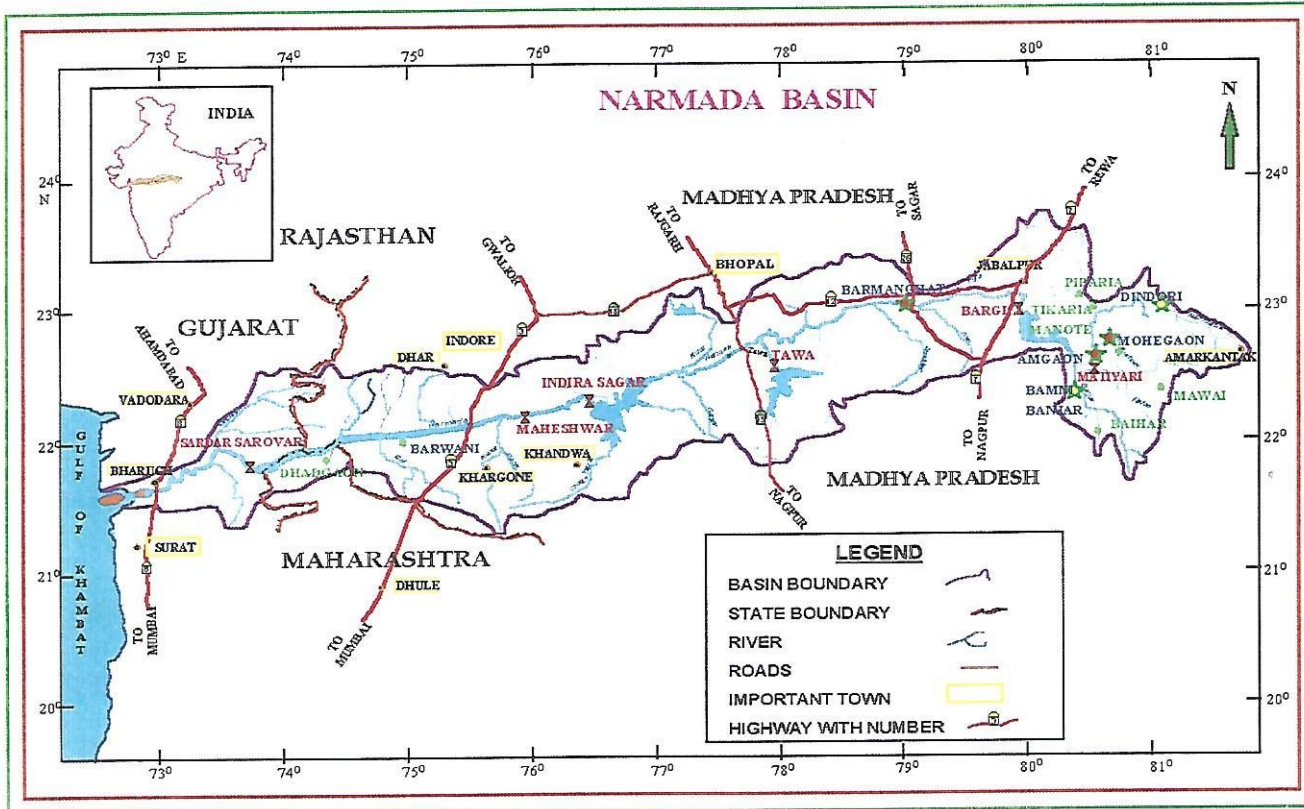 73° E 74° 75° 76° 77° 78° 79° 80° 81°
INDIA
NARMADA BASIN
N
24°
N
24°
TO REWA
MADHYA PRADESH
TO SAGAR
TO RAJGARH
RAJASTHAN
TO GWALIOR
BHOPAL
JABALPUR
BARMANGHAT
PIPARIA
DINDORI
23°
23°
GUJARAT
BARGI
TIKARIA
MANOTE
MOHEGAON
TO AHAMDABAD
INDORE
DHAR
TAWA
AMGAON
AMARKANTAK
MATIYARI
VADODARA
INDIRA SAGAR
BAMNI
BANJAR
MAWAI
MAHESHWAR
BAIHAR
22°
22°
SARDAR SAROVAR
BARWANI
KHANDWA
TO NAGPUR
BHARUCH
DHADGAON
KHARGONE
MADHYA PRADESH
TO NAGPUR
GULF OF KHAMBAT
SURAT
MAHARASHTRA
21°
21°
DHULE
TO MUMBAI
TO MUMBAI
20°
20°
LEGEND
BASIN BOUNDARY
STATE BOUNDARY
RIVER
ROADS
IMPORTANT TOWN
HIGHWAY WITH NUMBER
73° 74° 75° 76° 77° 78° 79° 80° 81°